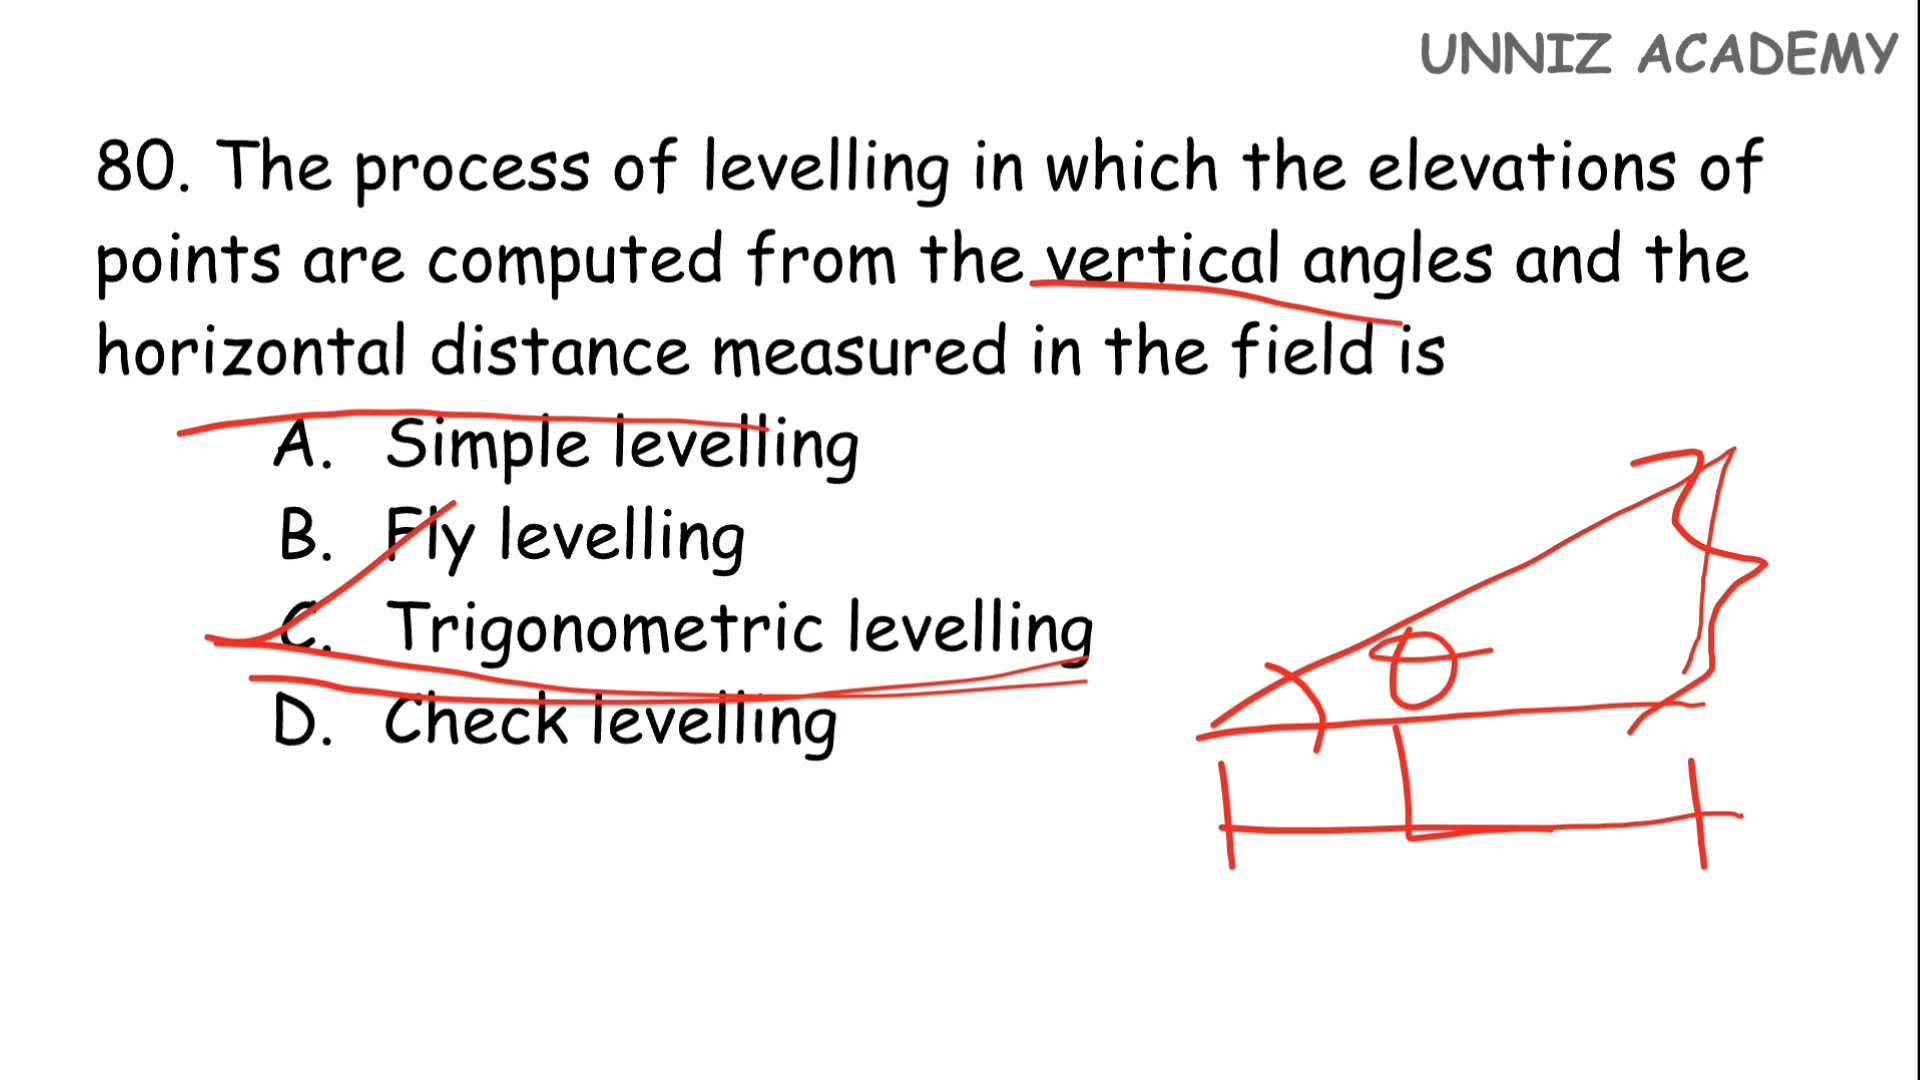 UNNIZ ACADEMY
80. The process of levelling in which the elevations of
points are computed from the vertical angles and the
horizontal distance measured in the field is
A. Simple levelling
B. Fly levelling
C. Trigonometric levelling
D. Check levelling
θ